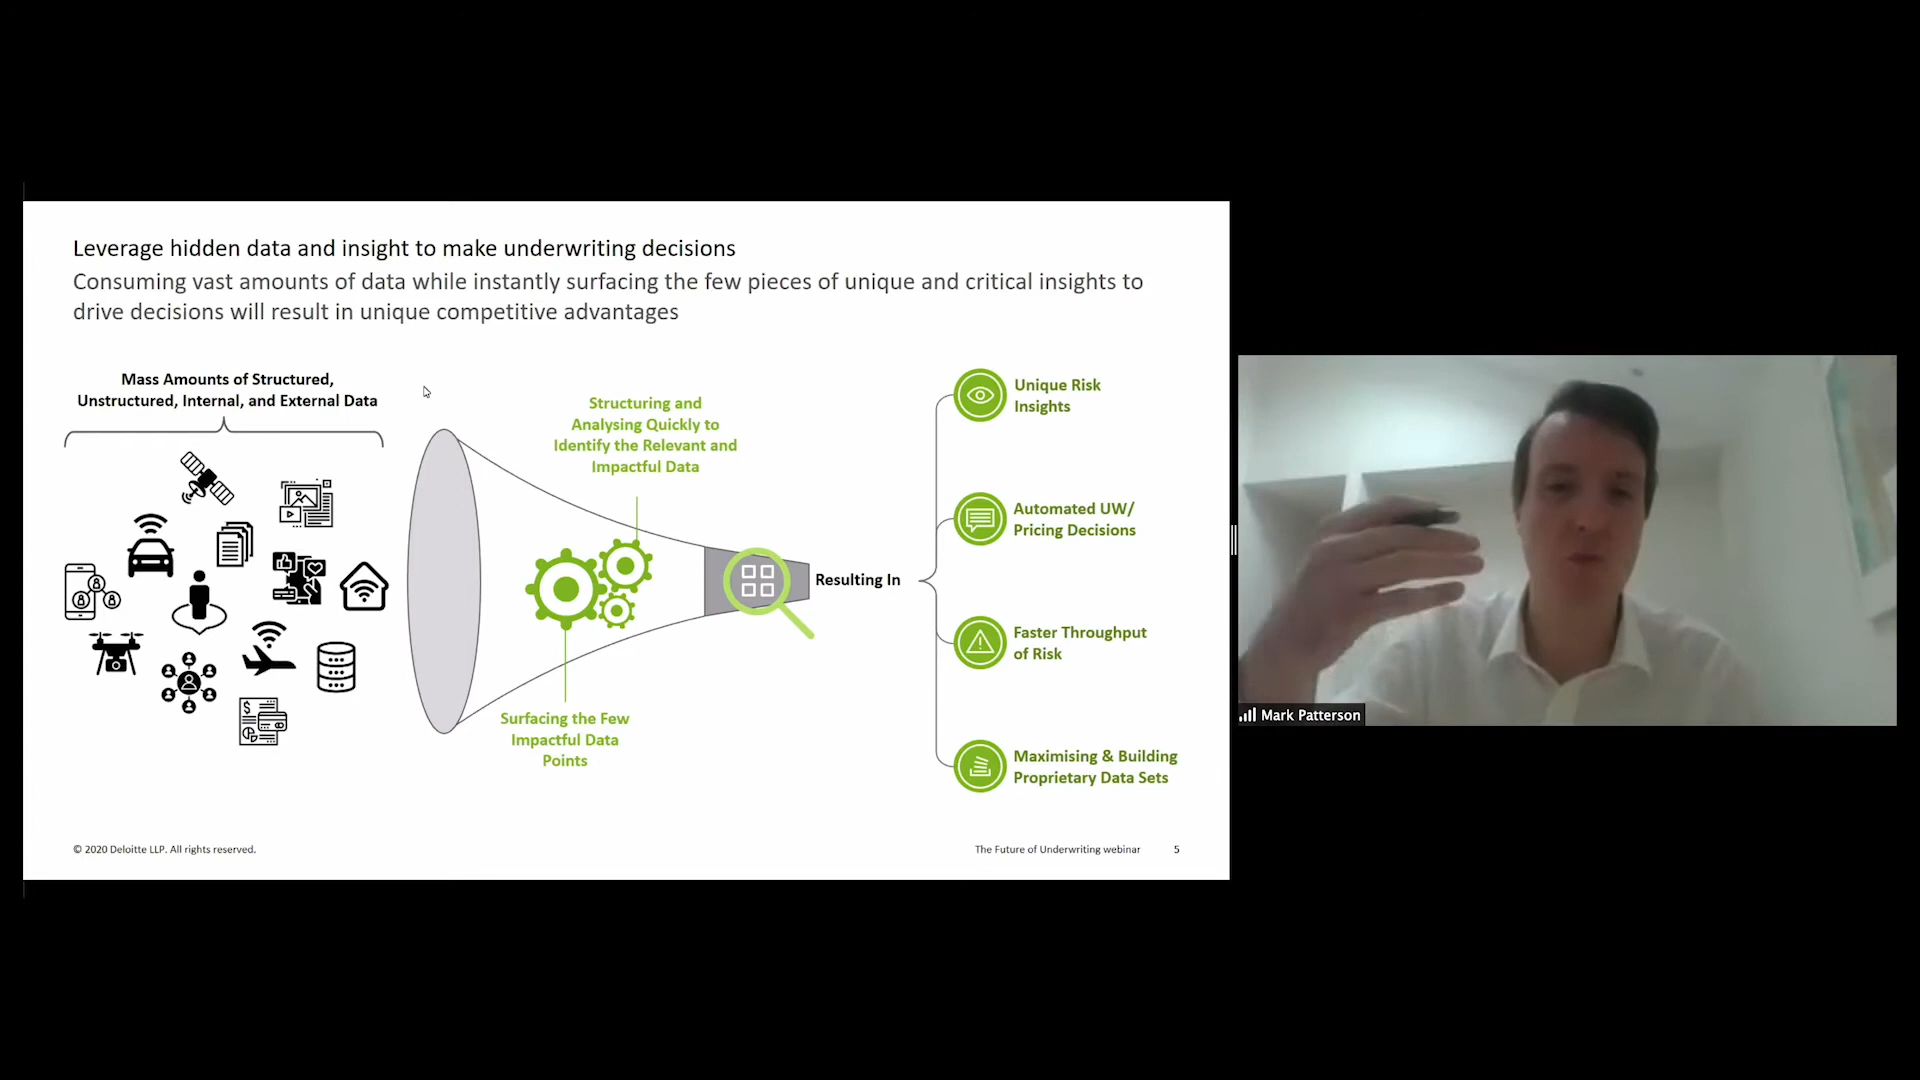 Leverage hidden data and insight to make underwriting decisions
Consuming vast amounts of data while instantly surfacing the few pieces of unique and critical insights to
drive decisions will result in unique competitive advantages
Mass Amounts of Structured,
Unstructured, Internal, and External Data
Structuring and
Analysing Quickly to
Identify the Relevant and
Impactful Data
Surfacing the Few
Impactful Data
Points
Resulting In
Unique Risk
Insights
Automated UW/
Pricing Decisions
Faster Throughput
of Risk
Maximising & Building
Proprietary Data Sets
© 2020 Deloitte LLP. All rights reserved.
The Future of Underwriting webinar
5
Mark Patterson